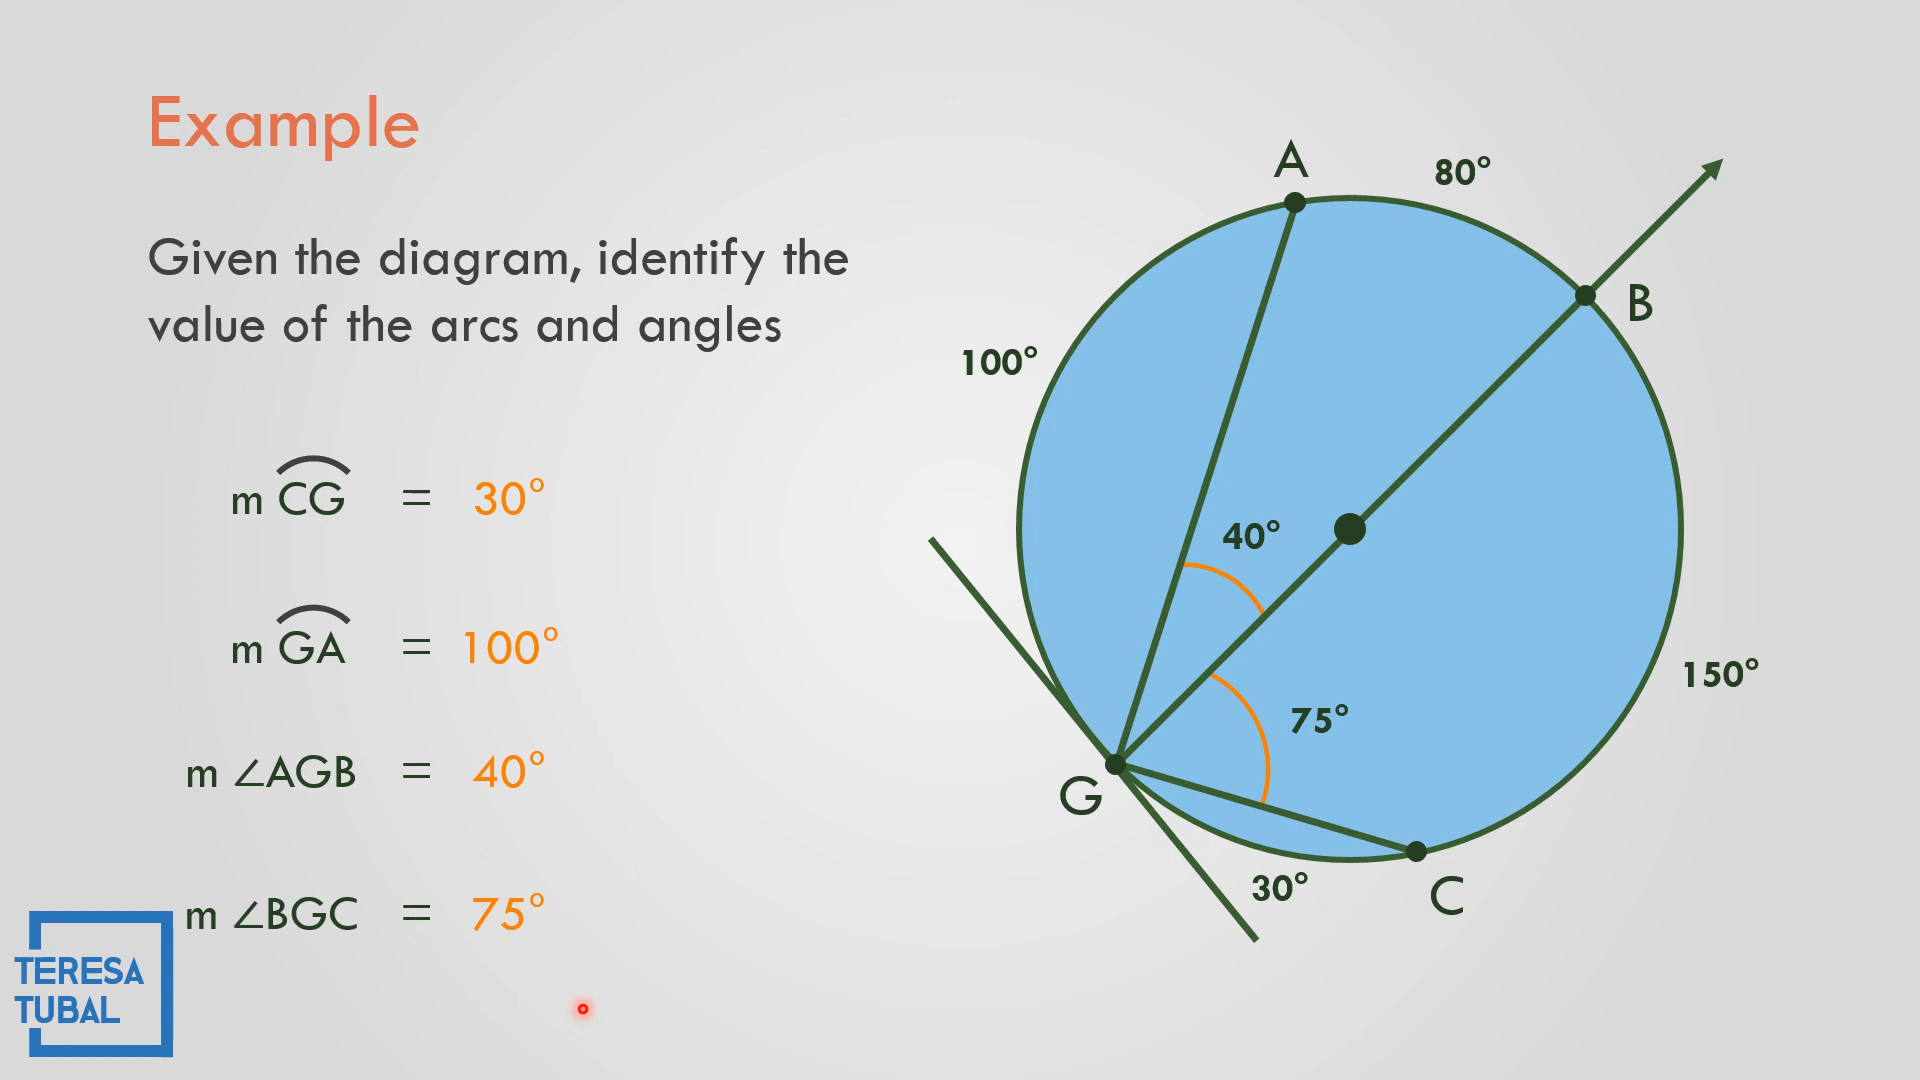 Example
Given the diagram, identify the
value of the arcs and angles
m CG = 30°
m GA = 100°
m ∠AGB = 40°
m ∠BGC = 75°
TERESA
TUBAL
A
80°
B
100°
40°
150°
75°
G
30°
C